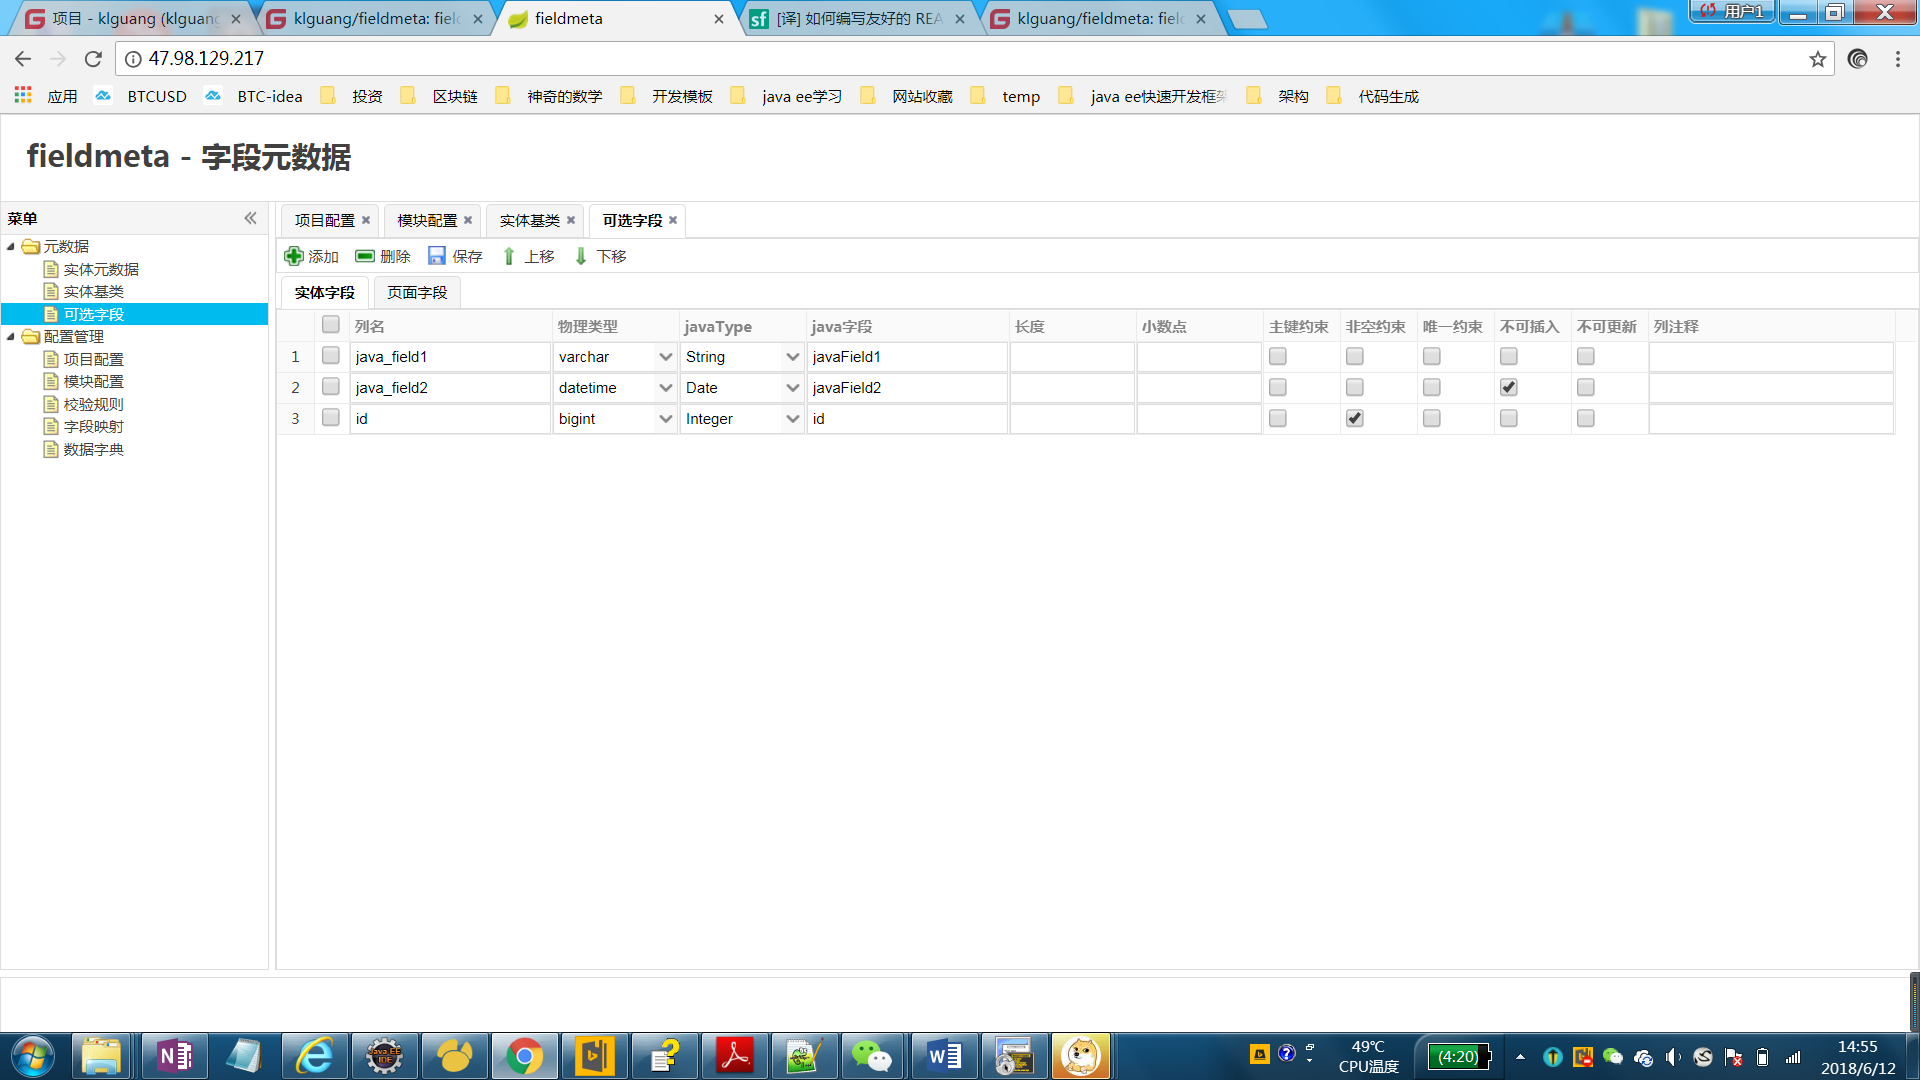 项目 - klguang (klguang
klguang/fieldmeta: field
fieldmeta
[译] 如何编写友好的 REA
klguang/fieldmeta: field
用户1
47.98.129.217
应用 BTCUSD BTC-idea 投资 区块链 神奇的数学 开发模板 java ee学习 网站收藏 temp java ee快速开发框架 架构 代码生成
fieldmeta - 字段元数据
菜单
元数据
实体元数据
实体基类
可选字段
配置管理
项目配置
模块配置
校验规则
字段映射
数据字典
项目配置 模块配置 实体基类 可选字段
添加 删除 保存 上移 下移
实体字段 页面字段
列名 物理类型 javaType java字段 长度 小数点 主键约束 非空约束 唯一约束 不可插入 不可更新 列注释
1 java_field1 varchar String javaField1
2 java_field2 datetime Date javaField2
3 id bigint Integer id
49℃
CPU温度
(4:20)
14:55
2018/6/12